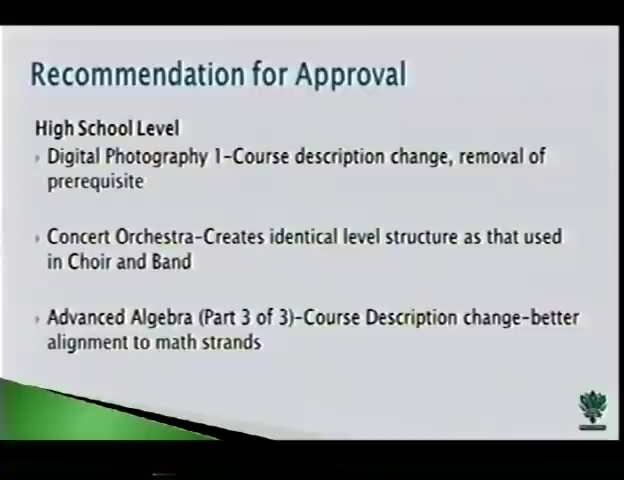 Recommendation for Approval
High School Level
Digital Photography 1-Course description change, removal of
prerequisite
Concert Orchestra-Creates identical level structure as that used
in Choir and Band
Advanced Algebra (Part 3 of 3)-Course Description change-better
alignment to math strands